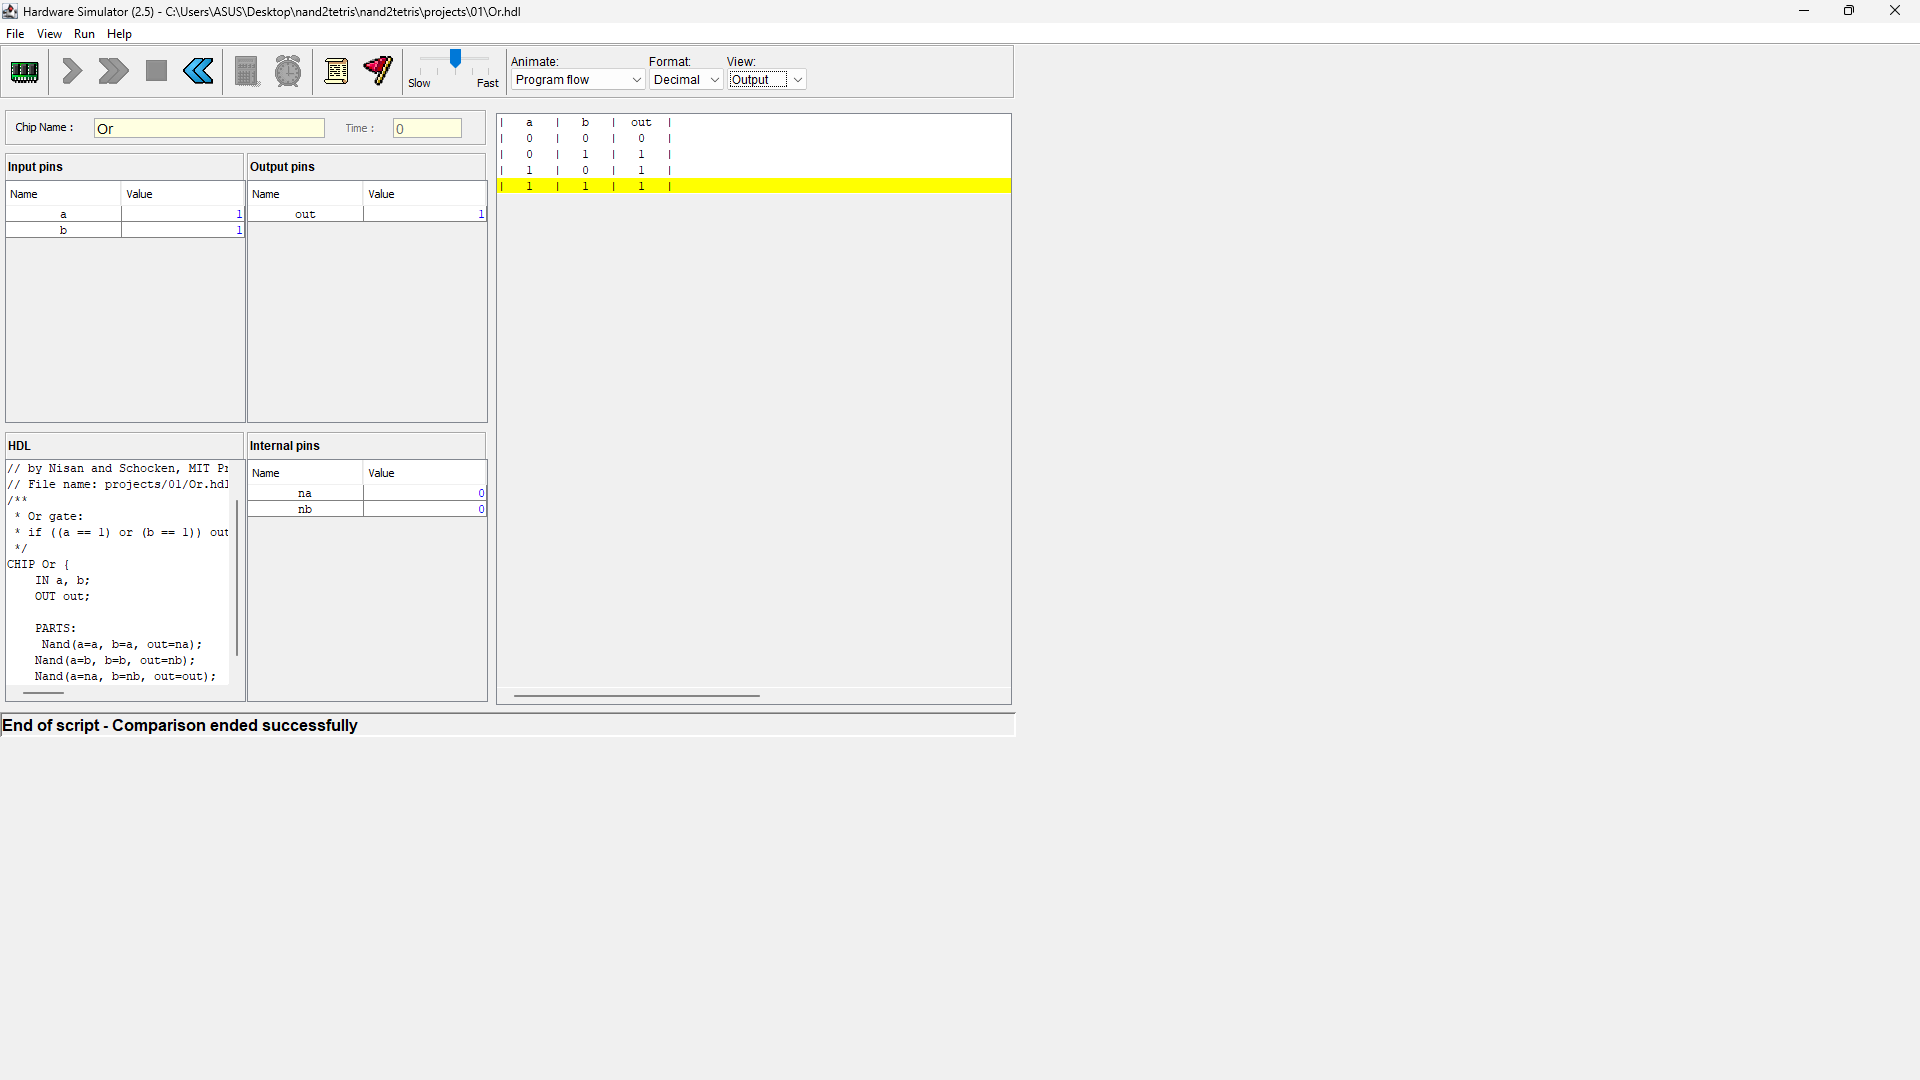 Hardware Simulator (2.5) - C:\Users\ASUS\Desktop\nand2tetris\nand2tetris\projects\01\Or.hdl
File View Run Help
Slow Fast
Animate: Format: View:
Program flow Decimal Output
Chip Name : Or Time : 0
Input pins
Name Value
a 1
b 1
Output pins
Name Value
out 1
| a | b | out |
| 0 | 0 | 0 |
| 0 | 1 | 1 |
| 1 | 0 | 1 |
| 1 | 1 | 1 |
HDL
// by Nisan and Schocken, MIT Pr
// File name: projects/01/Or.hdl
/**
* Or gate:
* if ((a == 1) or (b == 1)) out
*/
CHIP Or {
IN a, b;
OUT out;
PARTS:
Nand(a=a, b=a, out=na);
Nand(a=b, b=b, out=nb);
Nand(a=na, b=nb, out=out);
Internal pins
Name Value
na 0
nb 0
End of script - Comparison ended successfully